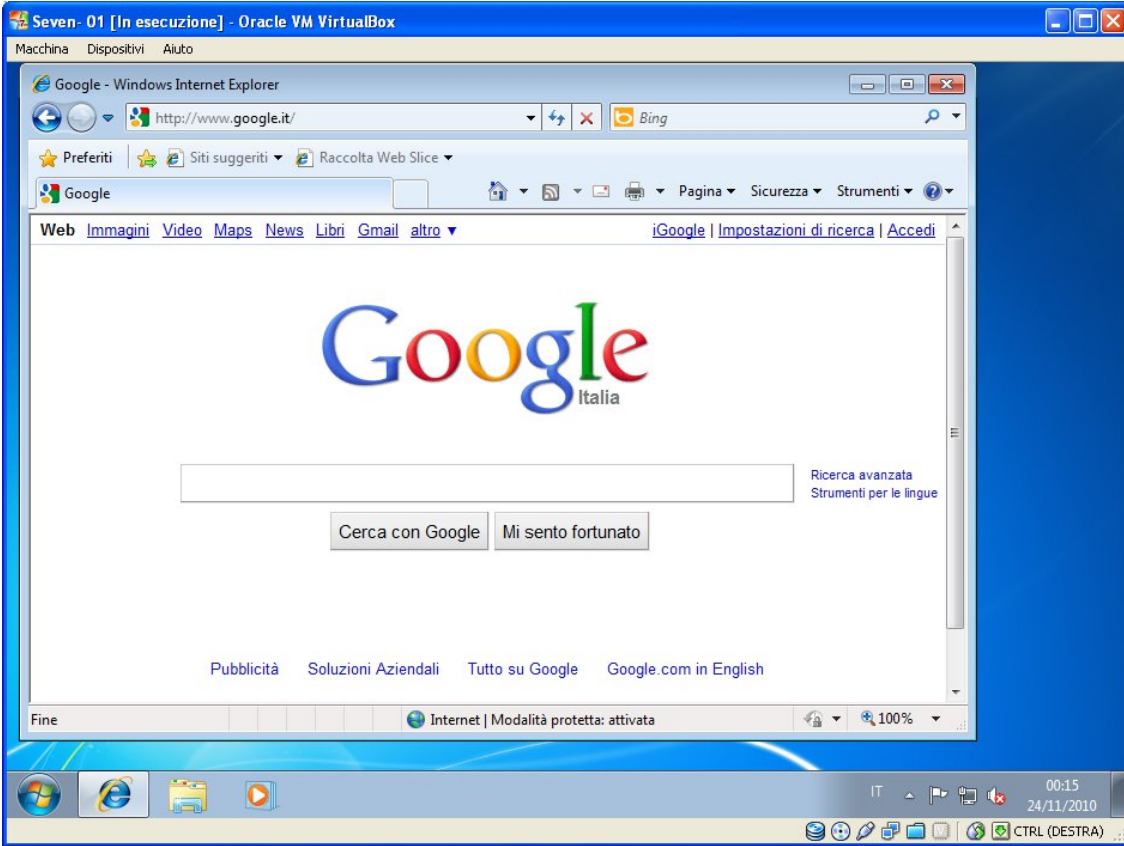 Seven- 01 [In esecuzione] - Oracle VM VirtualBox
Macchina Dispositivi Aiuto
Google - Windows Internet Explorer
http://www.google.it/ Bing
Preferiti Siti suggeriti Raccolta Web Slice
Google Pagina Sicurezza Strumenti
Web Immagini Video Maps News Libri Gmail altro iGoogle | Impostazioni di ricerca | Accedi
Google
Italia
Ricerca avanzata
Strumenti per le lingue
Cerca con Google Mi sento fortunato
Pubblicità Soluzioni Aziendali Tutto su Google Google.com in English
Fine Internet | Modalità protetta: attivata 100%
IT 00:15
24/11/2010
CTRL (DESTRA)